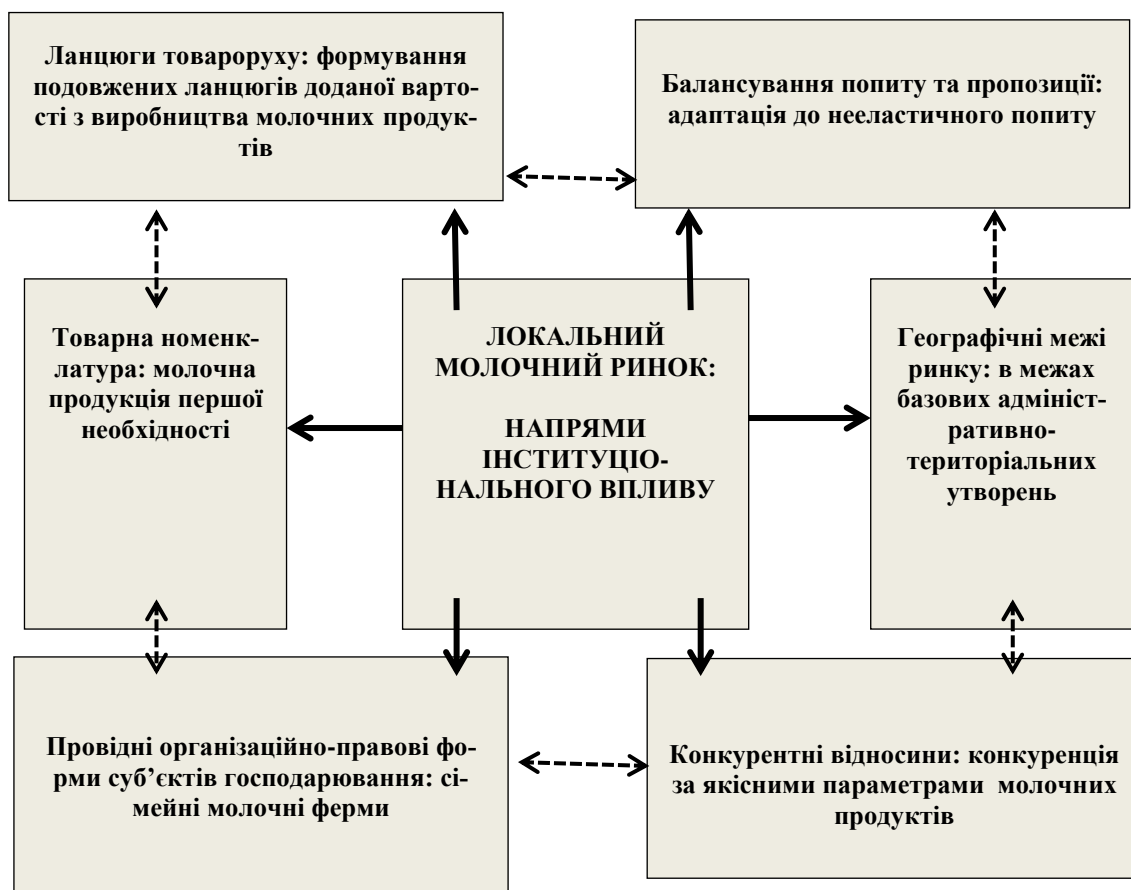 Ланцюги товароруху: формування
подовжених ланцюгів доданої варто-
сті з виробництва молочних продук-
тів
Балансування попиту та пропозиції:
адаптація до нееластичного попиту
Товарна номенк-
латура: молочна
продукція першої
необхідності
ЛОКАЛЬНИЙ
МОЛОЧНИЙ РИНОК:
НАПРЯМИ
ІНСТИТУЦІО-
НАЛЬНОГО ВПЛИВУ
Географічні межі
ринку: в межах
базових адмініст-
ративно-
територіальних
утворень
Провідні організаційно-правові фо-
рми суб’єктів господарювання: сі-
мейні молочні ферми
Конкурентні відносини: конкуренція
за якісними параметрами молочних
продуктів